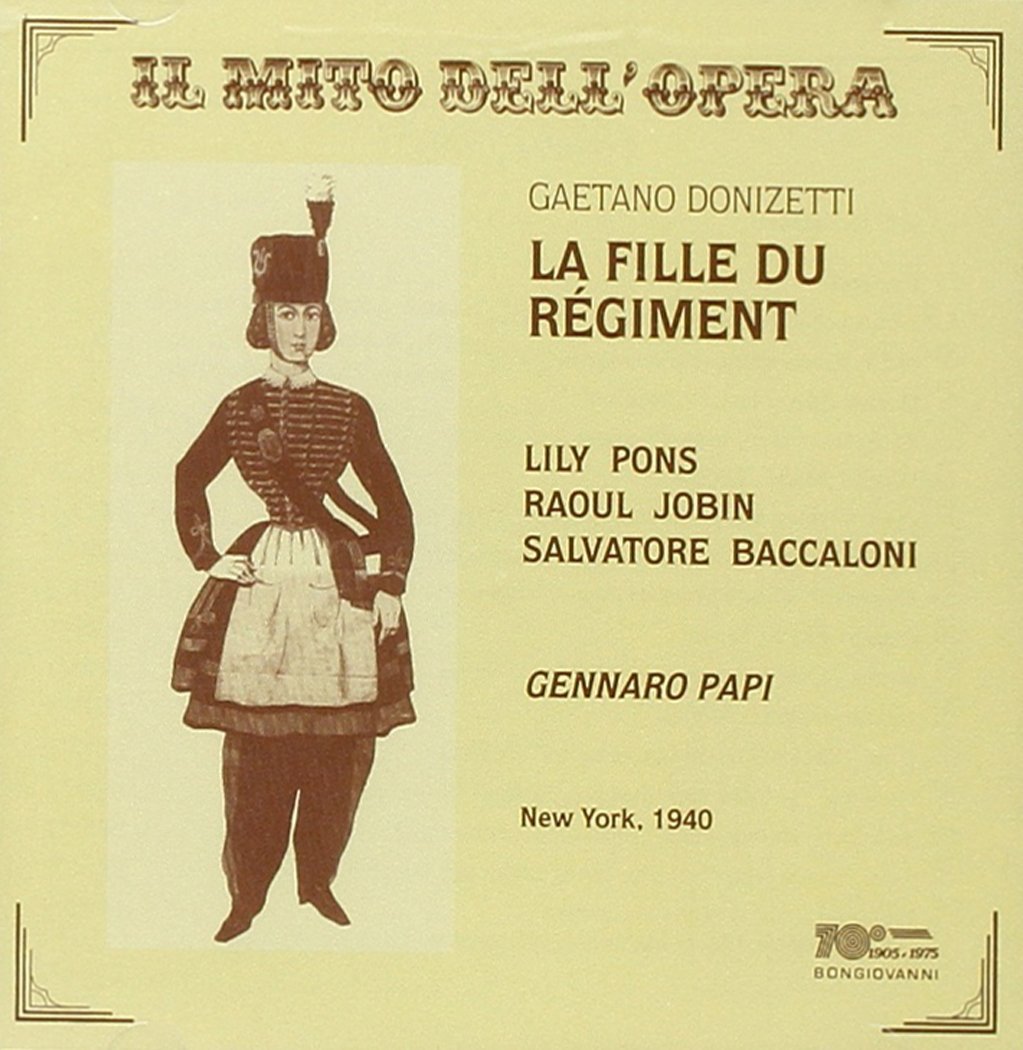 IL MITO DELL'OPERA
GAETANO DONIZETTI
LA FILLE DU
RÉGIMENT
LILY PONS
RAOUL JOBIN
SALVATORE BACCALONI
GENNARO PAPI
New York, 1940
70° 1905 - 1975
BONGIOVANNI